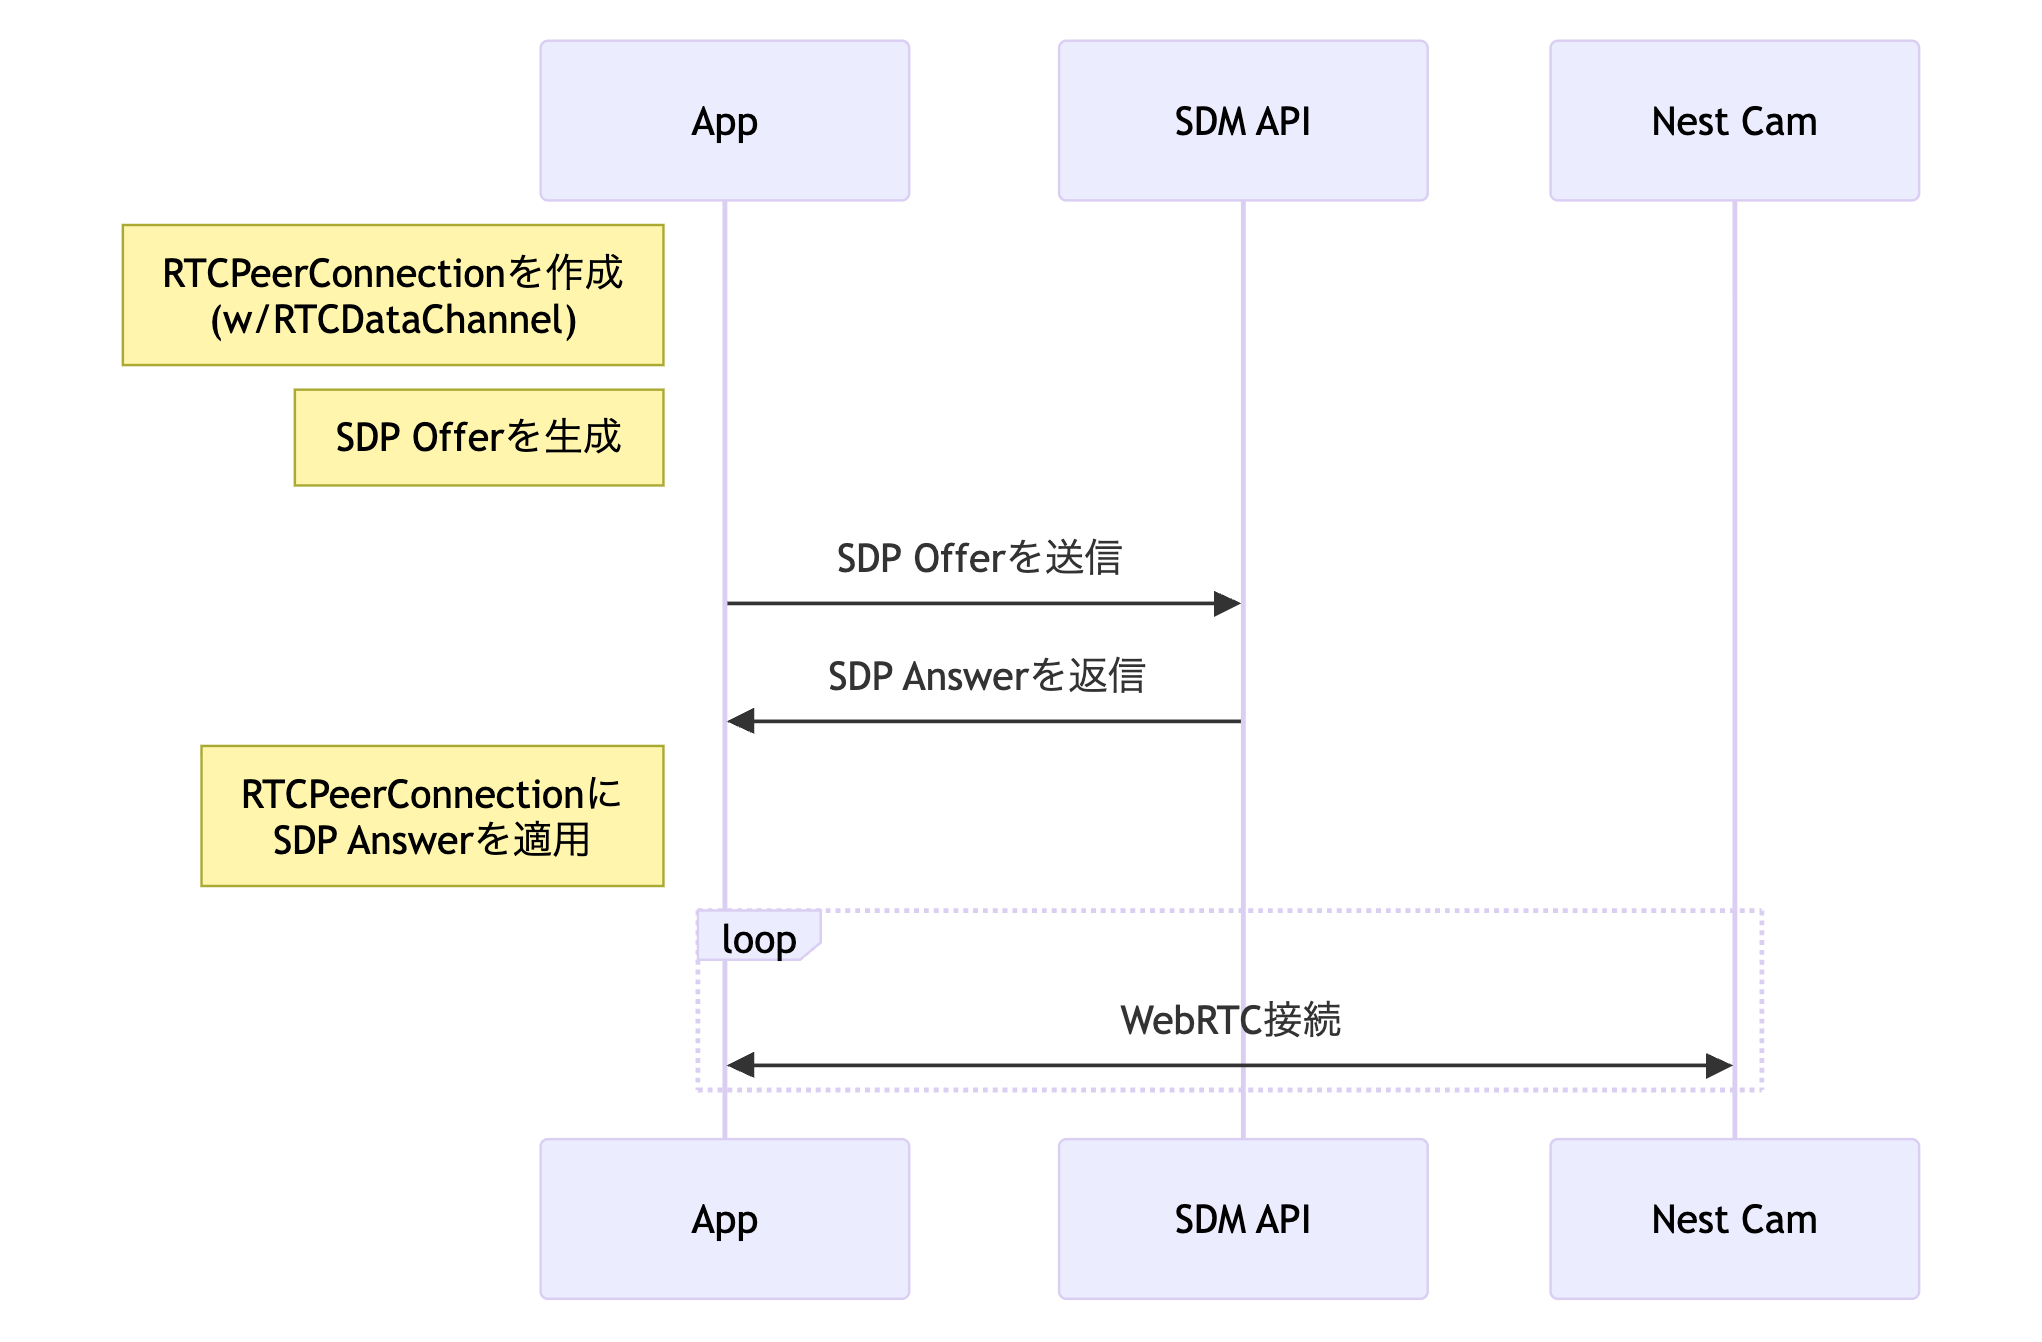 App
SDM API
Nest Cam
RTCPeerConnectionを作成
(w/RTCDataChannel)
SDP Offerを生成
SDP Offerを送信
SDP Answerを返信
RTCPeerConnectionに
SDP Answerを適用
loop
WebRTC接続
App
SDM API
Nest Cam